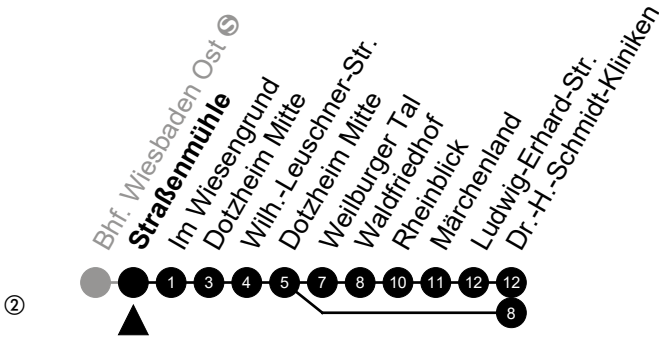 Bhf. Wiesbaden Ost Ⓢ
Straßenmühle
Im Wiesengrund
Dotzheim Mitte
Wilh.-Leuschner-Str.
Dotzheim Mitte
Weilburger Tal
Waldfriedhof
Rheinblick
Märchenland
Ludwig-Erhard-Str.
Dr.-H.-Schmidt-Kliniken
1 3 4 5 7 8 10 11 12 12
② 8